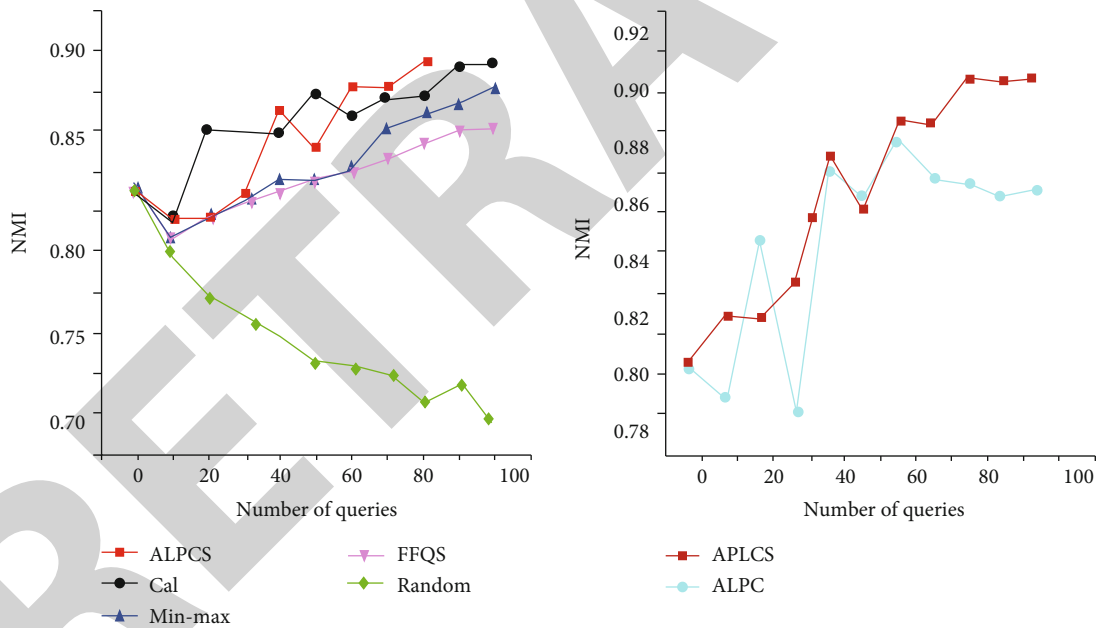 0.90
0.85
0.80
0.75
0.70
NMI
0 20 40 60 80 100
Number of queries
ALPCS
Cal
Min-max
FFQS
Random
0.92
0.90
0.88
0.86
0.84
0.82
0.80
0.78
NMI
0 20 40 60 80 100
Number of queries
APLCS
ALPC
RETRA